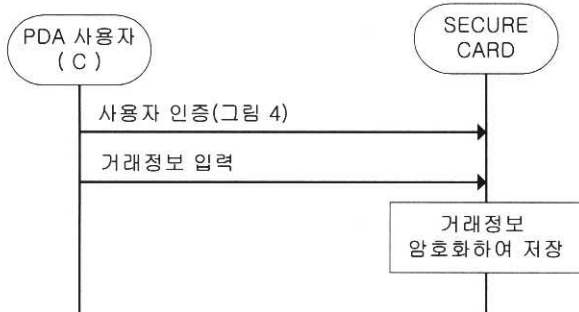 PDA 사용자
( C )
SECURE
CARD
사용자 인증(그림 4)
거래정보 입력
거래정보
암호화하여 저장